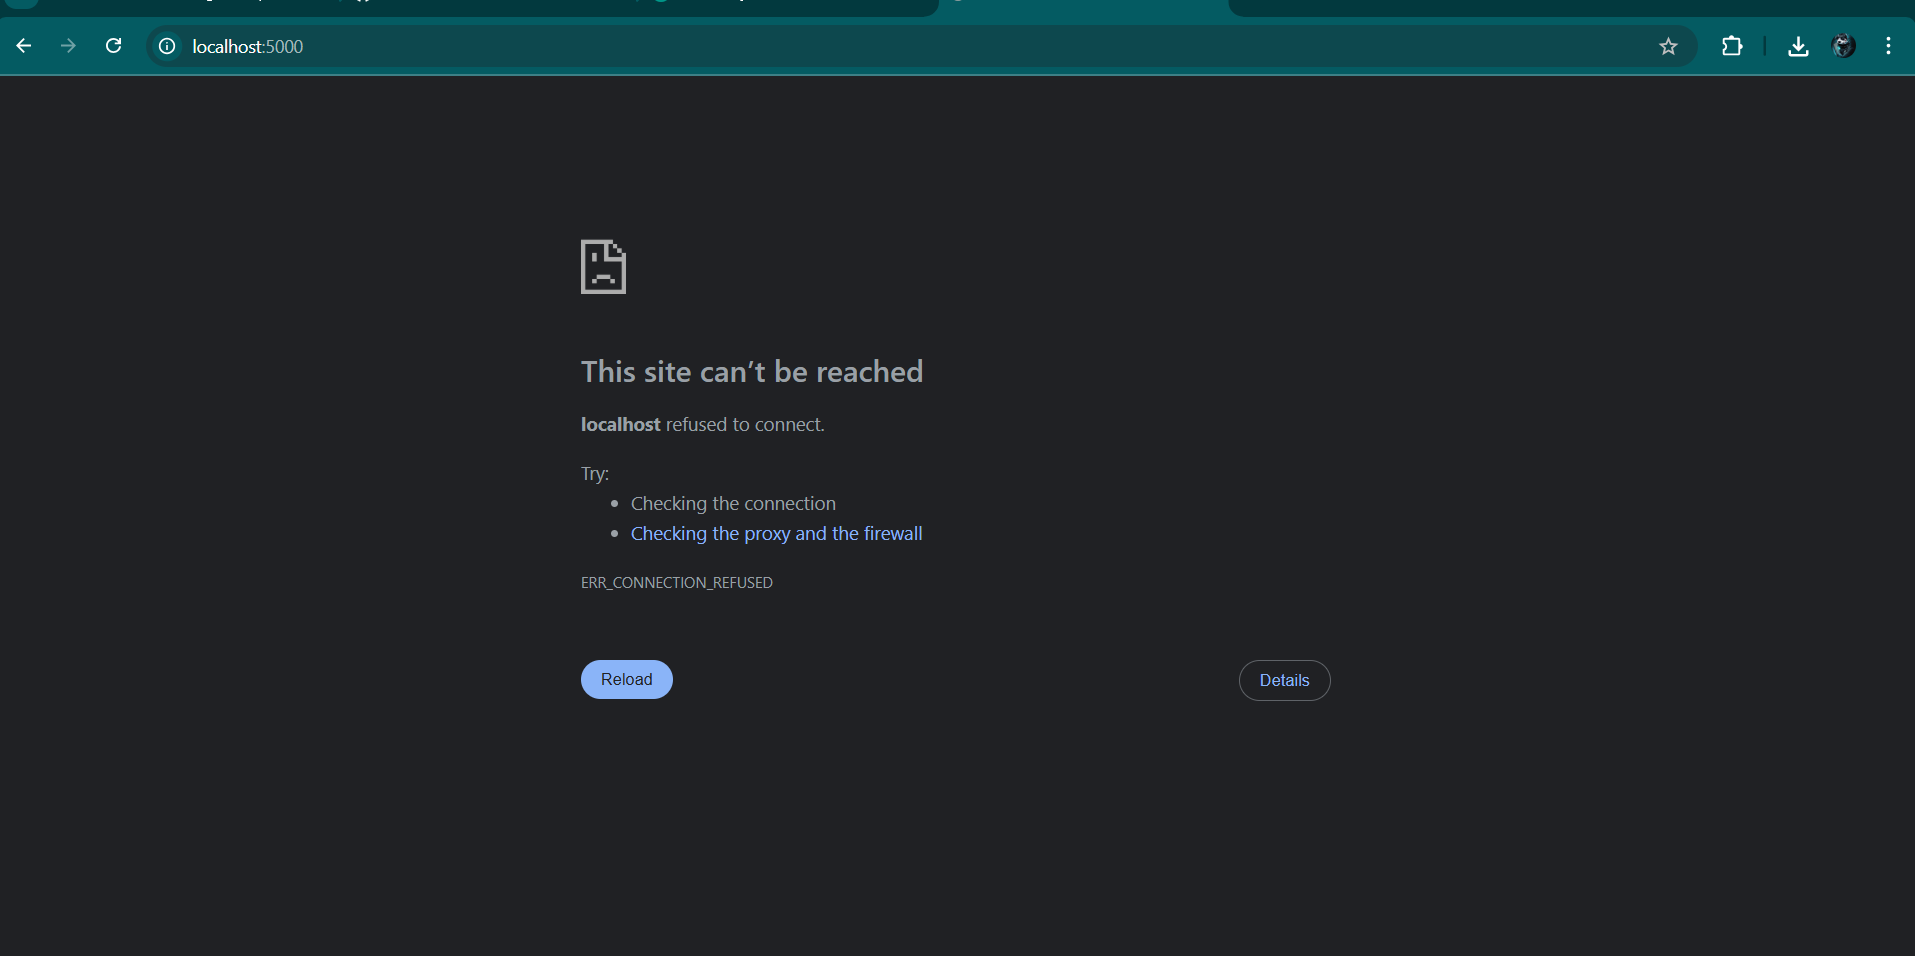 localhost:5000
This site can’t be reached
localhost refused to connect.
Try:
Checking the connection
Checking the proxy and the firewall
ERR_CONNECTION_REFUSED
Reload
Details